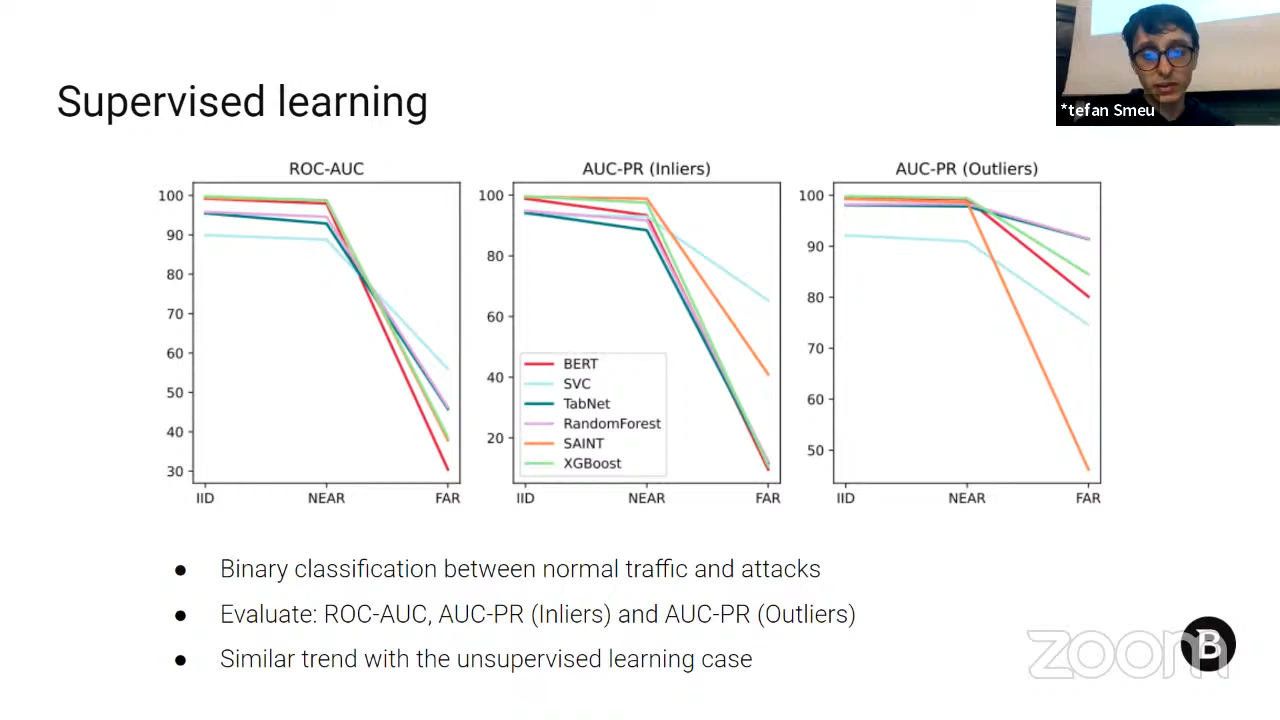 *tefan Smeu
Supervised learning
ROC-AUC
100
90
80
70
60
50
40
30
IID
NEAR
FAR
AUC-PR (Inliers)
100
80
60
40
20
BERT
SVC
TabNet
RandomForest
SAINT
XGBoost
IID
NEAR
FAR
AUC-PR (Outliers)
100
90
80
70
60
50
IID
NEAR
FAR
● Binary classification between normal traffic and attacks
● Evaluate: ROC-AUC, AUC-PR (Inliers) and AUC-PR (Outliers)
● Similar trend with the unsupervised learning case
zoom
B